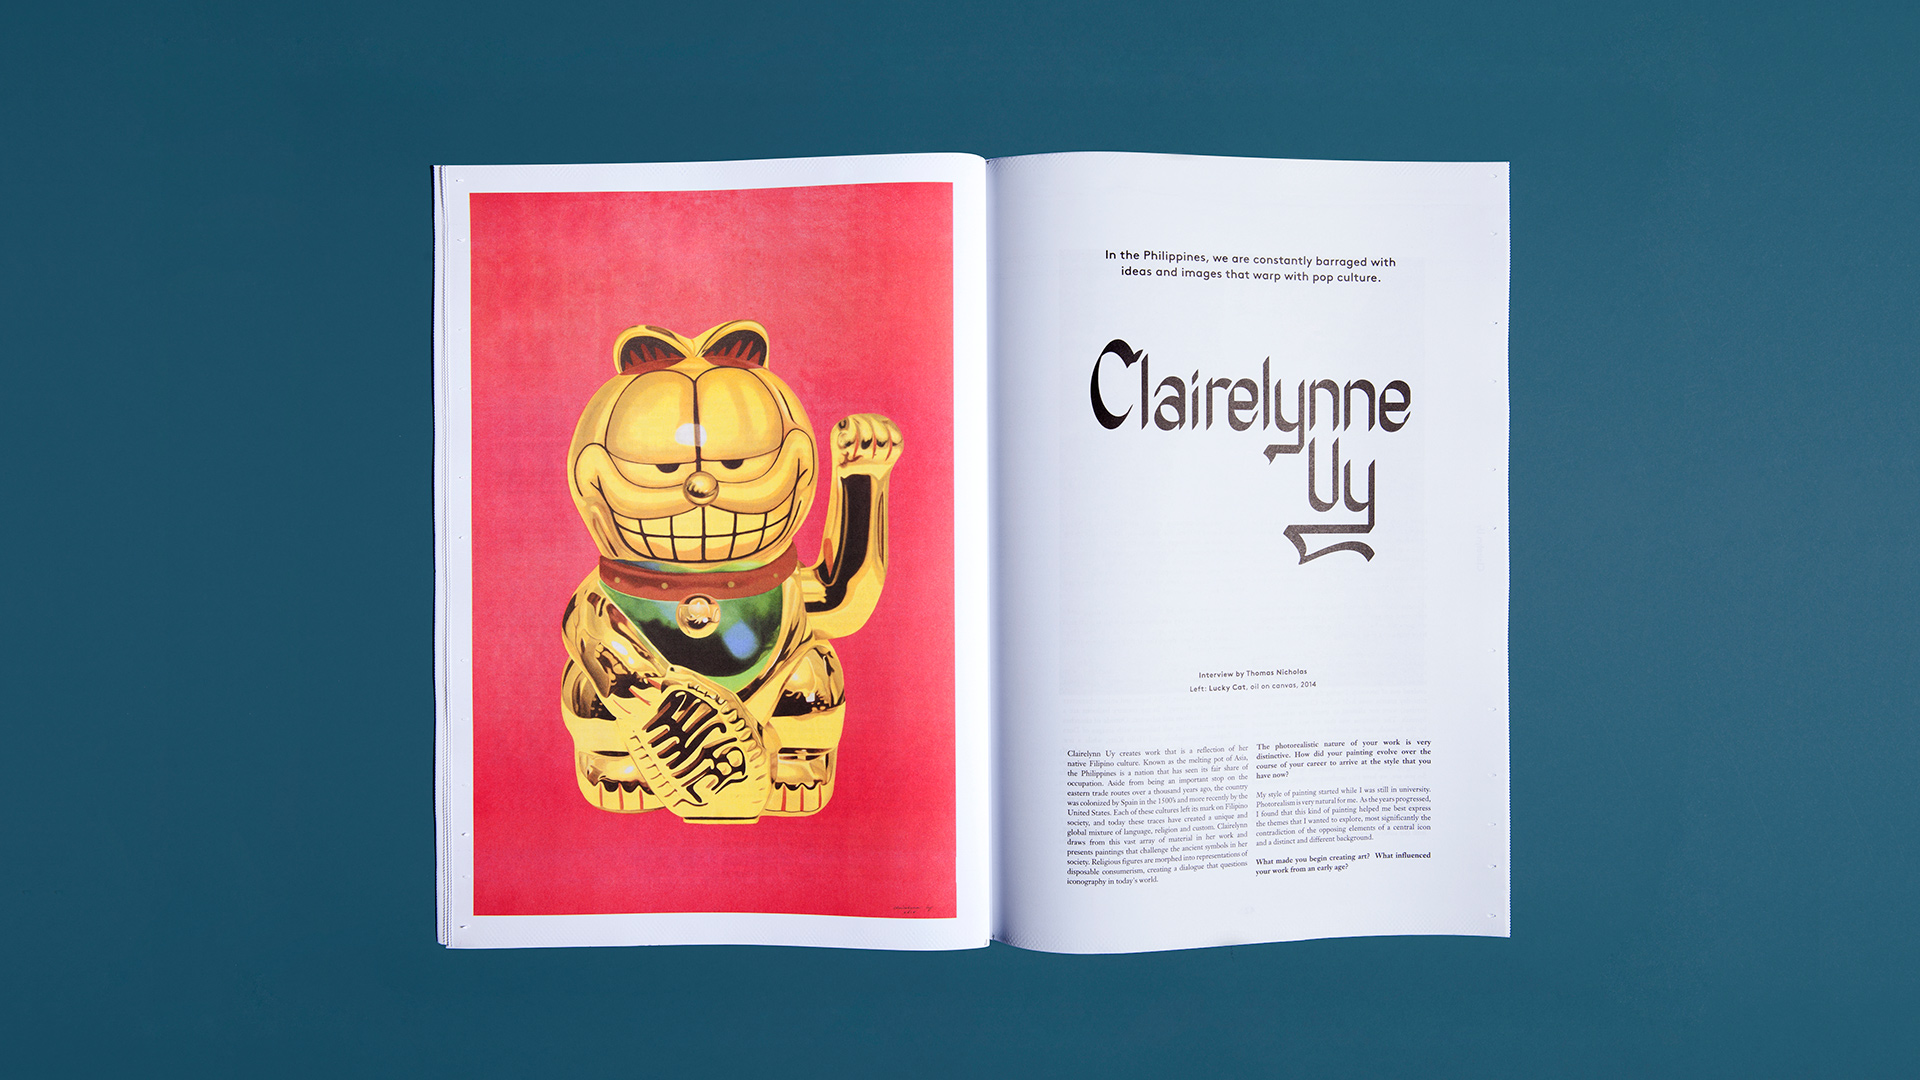 In the Philippines, we are constantly barraged with
ideas and images that warp with pop culture.
Clairelynne
Uy
Interview by Thomas Nicholas
Left: Lucky Cat, oil on canvas, 2014
Clairelynn Uy creates work that is a reflection of her
native Filipino culture. Known as the melting pot of Asia,
the Philippines is a nation that has seen its fair share of
occupation. Aside from being an important stop on the
eastern trade routes over a thousand years ago, the country
was colonized by Spain in the 1500's and more recently by the
United States. Each of these cultures left its mark on Filipino
society, and today these traces have created a unique and
global mixture of language, religion and custom. Clairelynn
draws from this vast array of material in her work and
presents paintings that challenge the ancient symbols in her
society. Religious figures are morphed into representations of
disposable consumerism, creating a dialogue that questions
iconography in today's world.
The photorealistic nature of your work is very
distinctive. How did your painting evolve over the
course of your career to arrive at the style that you
have now?
My style of painting started while I was still in university.
Photorealism is very natural for me. As the years progressed,
I found that this kind of painting helped me best express
the themes that I wanted to explore, most significantly the
contradiction of the opposing elements of a central icon
and a distinct and different background.
What made you begin creating art? What influenced
your work from an early age?